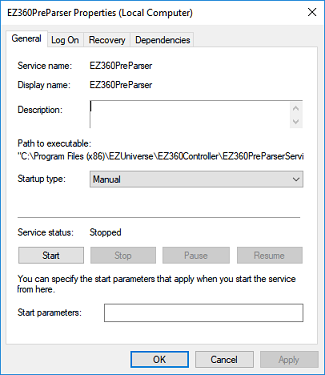 EZ360PreParser Properties (Local Computer)
General Log On Recovery Dependencies
Service name: EZ360PreParser
Display name: EZ360PreParser
Description:
Path to executable:
"C:\Program Files (x86)\EZUniverse\EZ360Controller\EZ360PreParserServi
Startup type: Manual
Service status: Stopped
Start Stop Pause Resume
You can specify the start parameters that apply when you start the service
from here.
Start parameters:
OK Cancel Apply